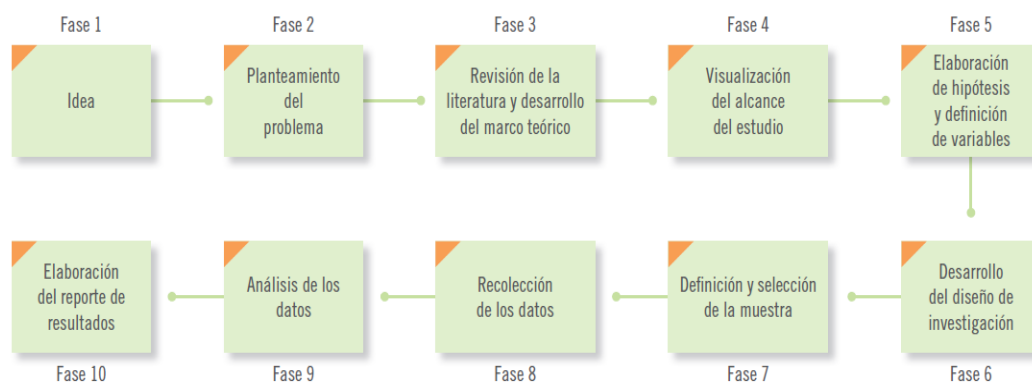 Fase 1
Idea
Fase 2
Planteamiento
del
problema
Fase 3
Revisión de la
literatura y desarrollo
del marco teórico
Fase 4
Visualización
del alcance
del estudio
Fase 5
Elaboración
de hipótesis
y definición
de variables
Desarrollo
del diseño de
investigación
Fase 6
Definición y selección
de la muestra
Fase 7
Recolección
de los datos
Fase 8
Análisis de los
datos
Fase 9
Elaboración
del reporte de
resultados
Fase 10